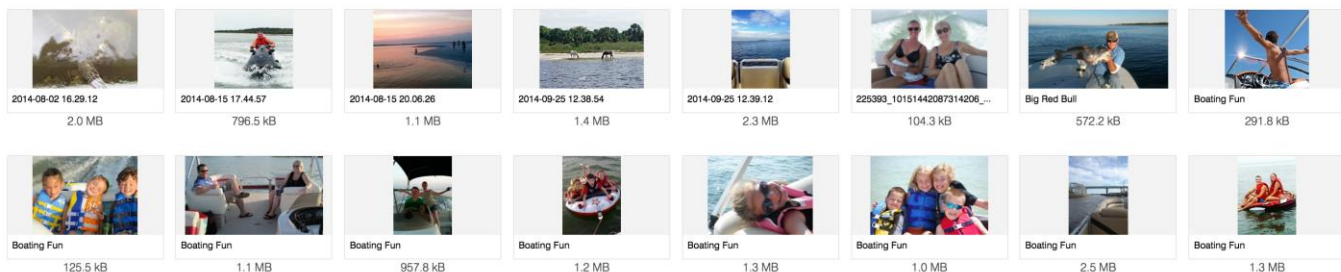 2014-08-02 16.29.12
2014-08-15 17.44.57
2014-08-15 20.06.26
2014-09-25 12.38.54
2014-09-25 12.39.12
225393_10151442087314206_...
Big Red Bull
Boating Fun
2.0 MB
796.5 kB
1.1 MB
1.4 MB
2.3 MB
104.3 kB
572.2 kB
291.8 kB
Boating Fun
Boating Fun
Boating Fun
Boating Fun
Boating Fun
Boating Fun
Boating Fun
Boating Fun
125.5 kB
1.1 MB
957.8 kB
1.2 MB
1.3 MB
1.0 MB
2.5 MB
1.3 MB